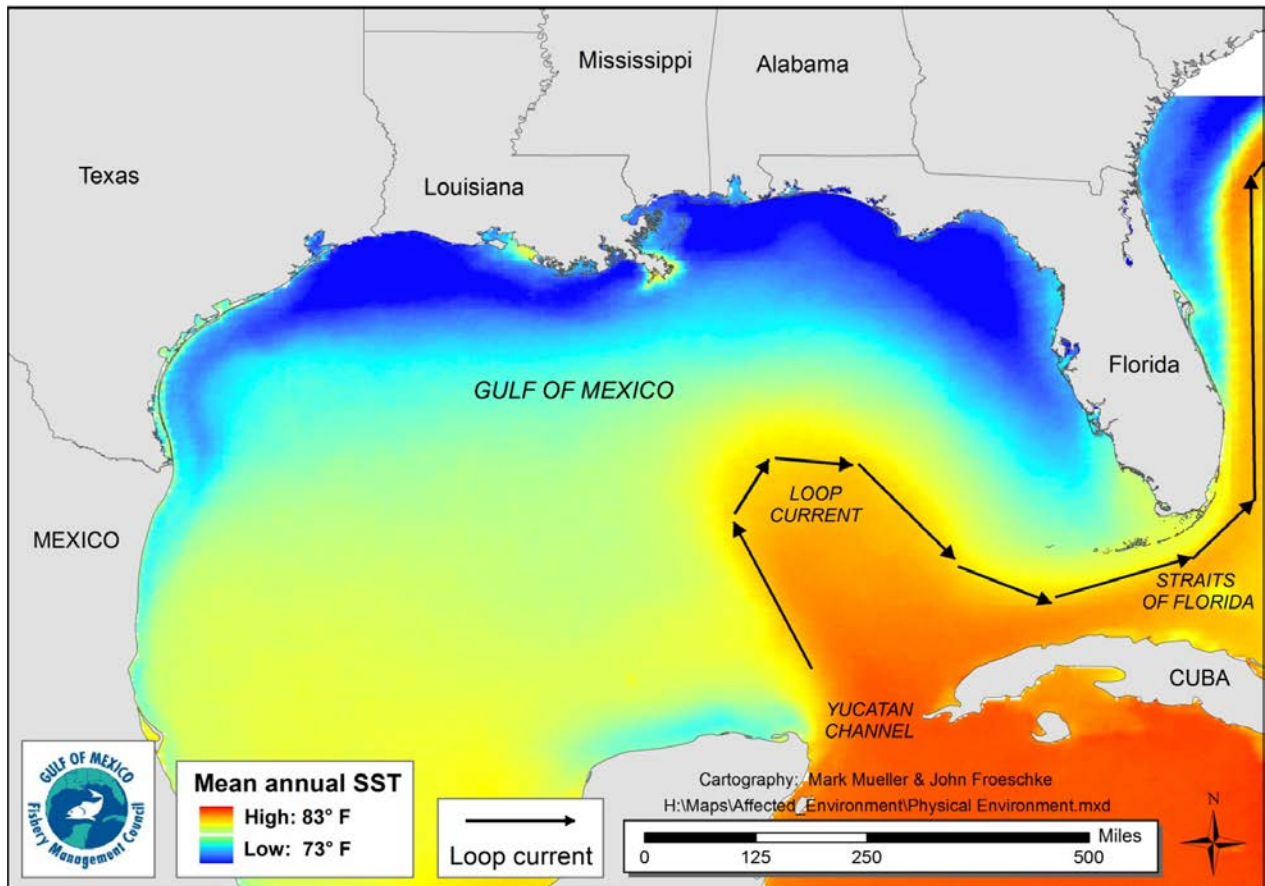 Mississippi
Alabama
Texas
Louisiana
GULF OF MEXICO
Florida
LOOP
CURRENT
MEXICO
STRAITS
OF FLORIDA
CUBA
YUCATAN
CHANNEL
GULF OF MEXICO
Fishery Management Council
Mean annual SST
High: 83° F
Low: 73° F
Loop current
Cartography: Mark Mueller & John Froeschke
H:\Maps\Affected_Environment\Physical Environment.mxd
Miles
0 125 250 500
N